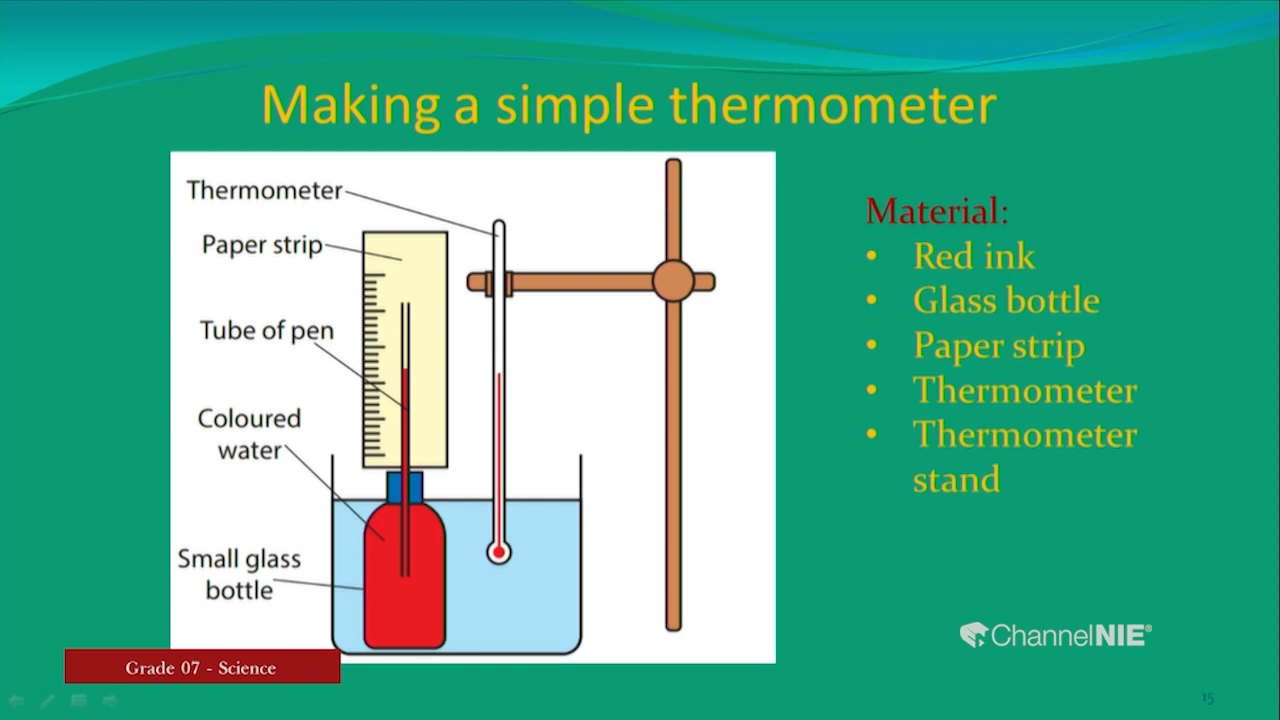 Making a simple thermometer
Thermometer
Paper strip
Tube of pen
Coloured
water
Small glass
bottle
Material:
• Red ink
• Glass bottle
• Paper strip
• Thermometer
• Thermometer
stand
ChannelNIE®
Grade 07 - Science
15